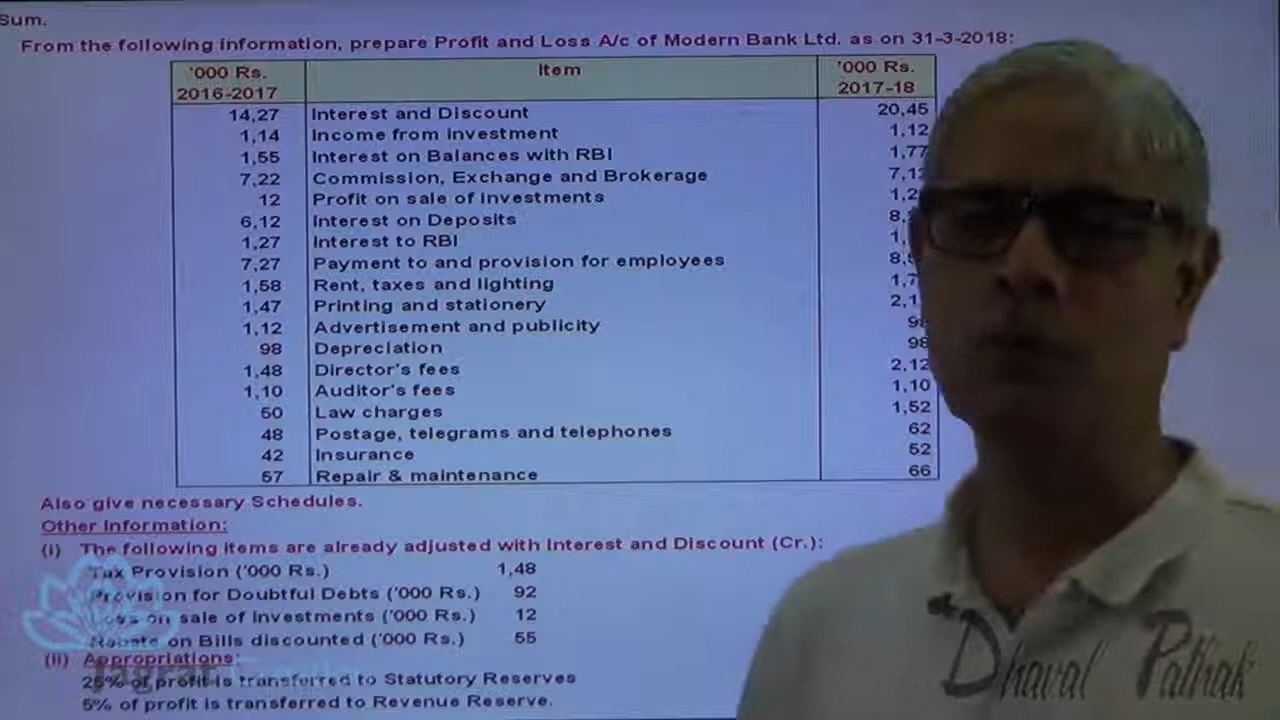 Sum.
From the following information, prepare Profit and Loss A/c of Modern Bank Ltd. as on 31-3-2018:
'000 Rs. 2016-2017 Item '000 Rs. 2017-18
14,27 Interest and Discount 20,45
1,14 Income from investment 1,12
1,55 Interest on Balances with RBI 1,77
7,22 Commission, Exchange and Brokerage 7,12
12 Profit on sale of investments
6,12 Interest on Deposits
1,27 Interest to RBI
7,27 Payment to and provision for employees
1,58 Rent, taxes and lighting
1,47 Printing and stationery
1,12 Advertisement and publicity
98 Depreciation 98
1,48 Director's fees 2,12
1,10 Auditor's fees 1,10
50 Law charges 1,52
48 Postage, telegrams and telephones 62
42 Insurance 52
57 Repair & maintenance 66
Also give necessary Schedules.
Other Information:
(i) The following items are already adjusted with Interest and Discount (Cr.):
Tax Provision ('000 Rs.) 1,48
Provision for Doubtful Debts ('000 Rs.) 92
Loss on sale of investments ('000 Rs.) 12
Rebate on Bills discounted ('000 Rs.) 55
(ii) Appropriations:
25% of profit is transferred to Statutory Reserves
5% of profit is transferred to Revenue Reserve.
Jagrat
Dhaval Pathak